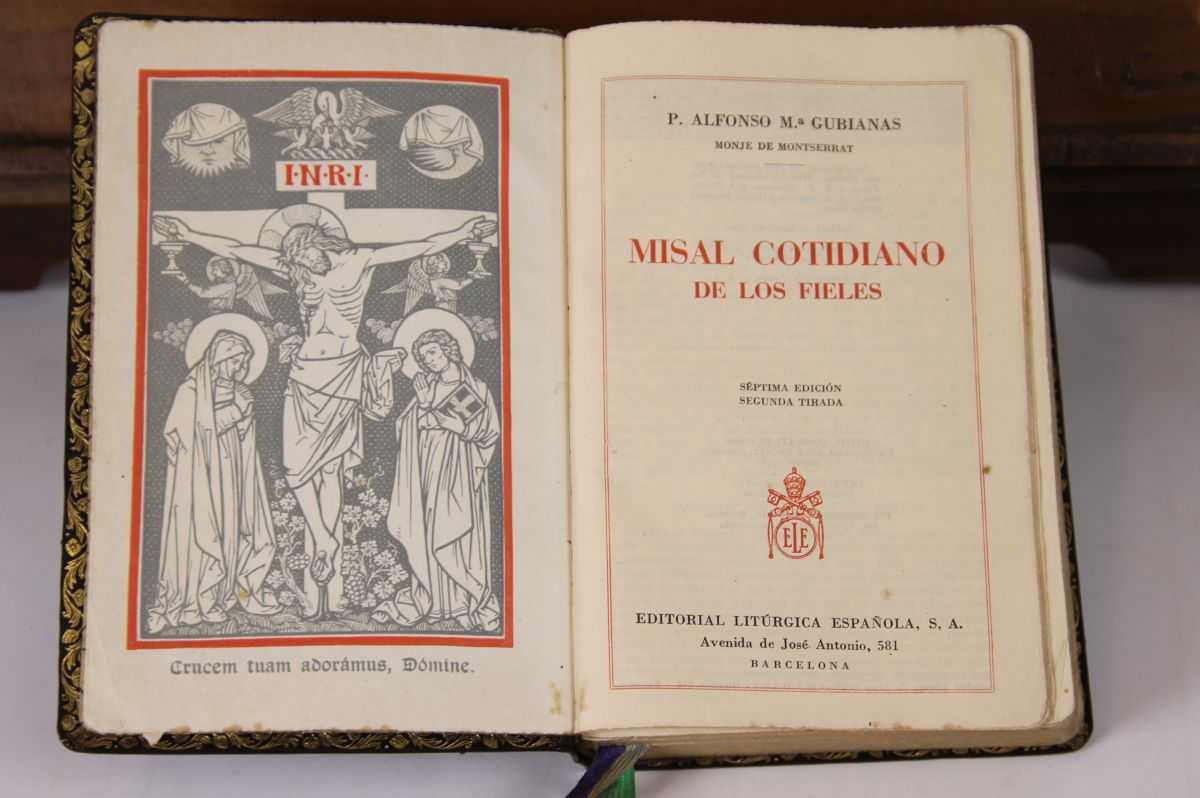 I·N·R·I·
Crucem tuam adorámus, Dómine.
P. ALFONSO M.ª GUBIANAS
MONJE DE MONTSERRAT
MISAL COTIDIANO
DE LOS FIELES
SÉPTIMA EDICIÓN
SEGUNDA TIRADA
ELE
EDITORIAL LITÚRGICA ESPAÑOLA, S. A.
Avenida de José Antonio, 581
BARCELONA